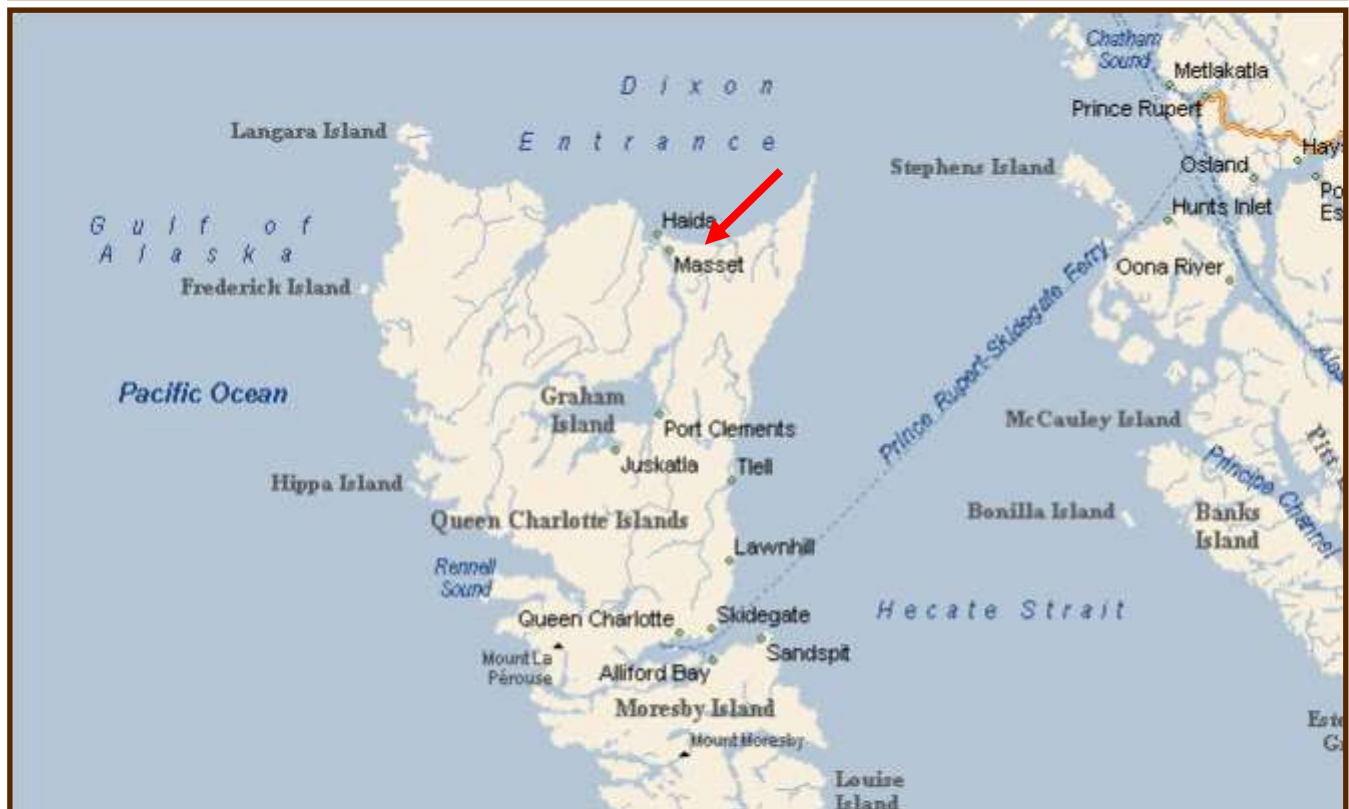 Chatham
Sound
Metlakatla
Dixon
Prince Rupert
Langara Island
Entrance
Stephens Island
Osland
Hunts Inlet
Gulf of
Alaska
Haida
Masset
Oona River
Frederick Island
Prince Rupert-Skidegate Ferry
Pacific Ocean
Graham
Island
Port Clements
McCauley Island
Juskatla
Tlell
Hippa Island
Principe Channel
Queen Charlotte Islands
Bonilla Island
Banks
Island
Lawnhill
Rennell
Sound
Queen Charlotte
Skidegate
Hecate Strait
Sandspit
Mount La
Pérouse
Alliford Bay
Moresby Island
Mount Moresby
Louise
Island